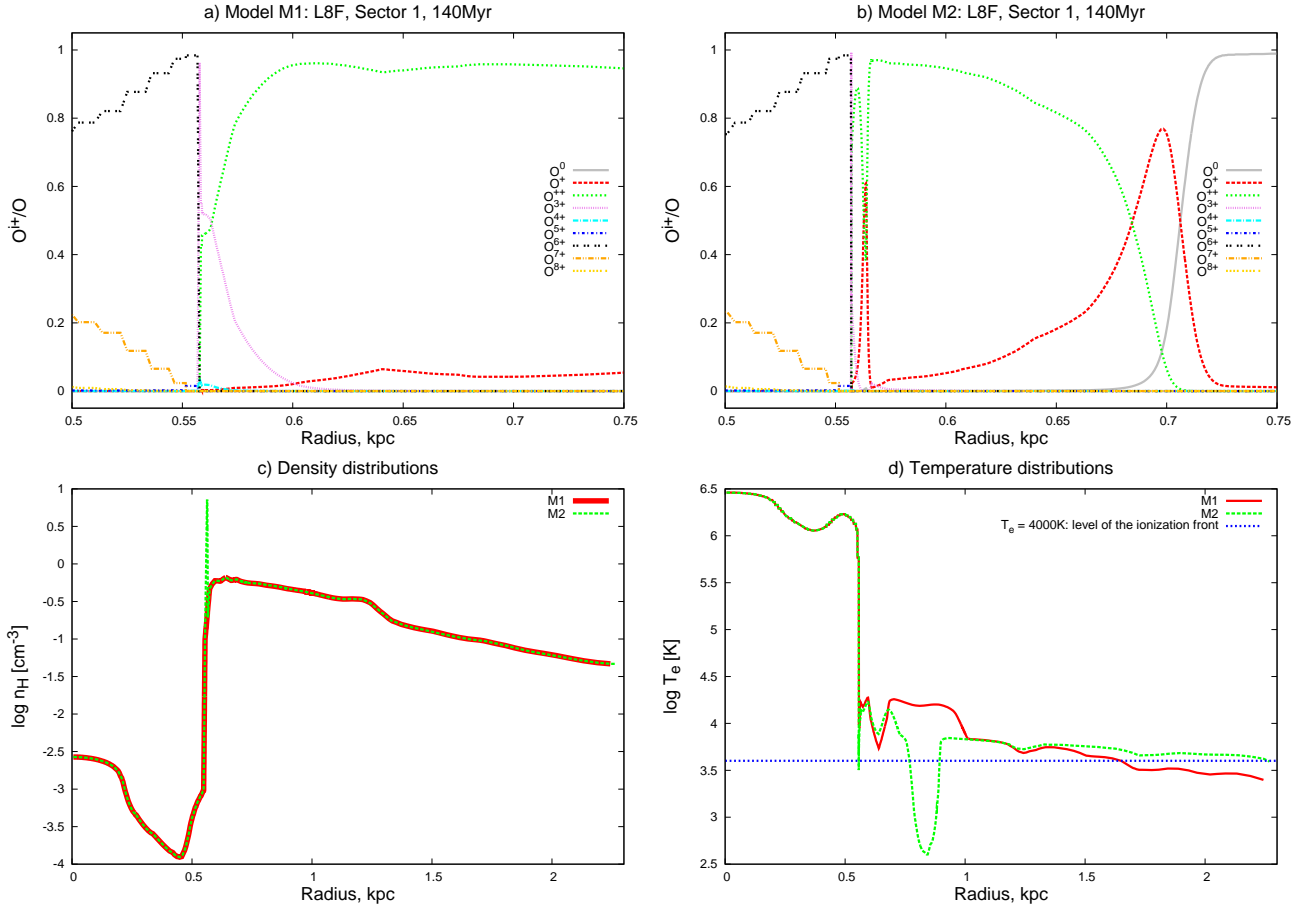 a) Model M1: L8F, Sector 1, 140Myr
O^{i+}/O
1
0.8
0.6
0.4
0.2
0
O^0
O^+
O^{++}
O^{3+}
O^{4+}
O^{5+}
O^{6+}
O^{7+}
O^{8+}
0.5 0.55 0.6 0.65 0.7 0.75
Radius, kpc
b) Model M2: L8F, Sector 1, 140Myr
O^{i+}/O
1
0.8
0.6
0.4
0.2
0
O^0
O^+
O^{++}
O^{3+}
O^{4+}
O^{5+}
O^{6+}
O^{7+}
O^{8+}
0.5 0.55 0.6 0.65 0.7 0.75
Radius, kpc
c) Density distributions
log n_H [cm^{-3}]
1
0.5
0
-0.5
-1
-1.5
-2
-2.5
-3
-3.5
-4
M1
M2
0 0.5 1 1.5 2
Radius, kpc
d) Temperature distributions
log T_e [K]
6.5
6
5.5
5
4.5
4
3.5
3
2.5
M1
M2
T_e = 4000K: level of the ionization front
0 0.5 1 1.5 2
Radius, kpc